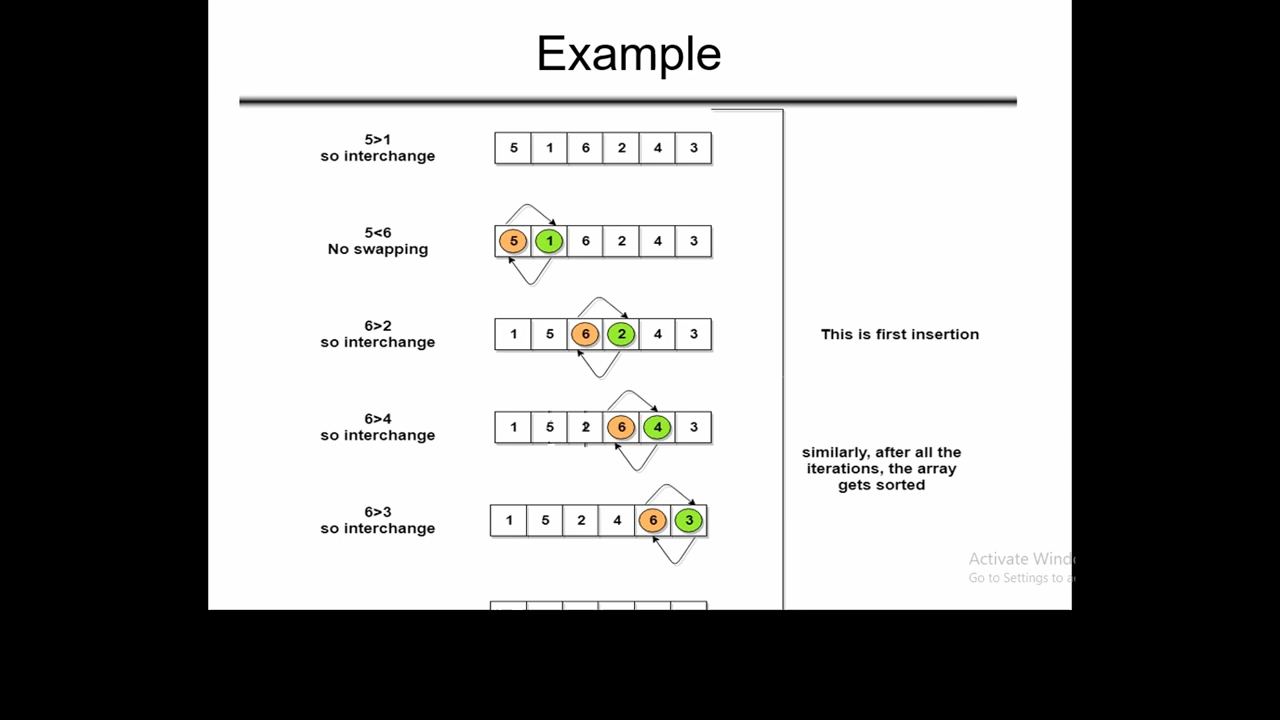 Example
5>1
so interchange
5 1 6 2 4 3
5<6
No swapping
5 1 6 2 4 3
6>2
so interchange
1 5 6 2 4 3
This is first insertion
6>4
so interchange
1 5 2 6 4 3
similarly, after all the
iterations, the array
gets sorted
6>3
so interchange
1 5 2 4 6 3
Activate Wind
Go to Settings to a